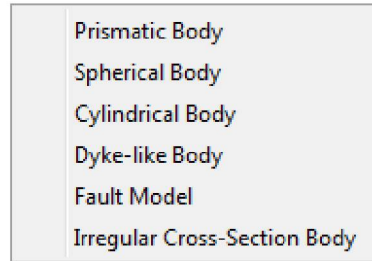 Prismatic Body
Spherical Body
Cylindrical Body
Dyke-like Body
Fault Model
Irregular Cross-Section Body